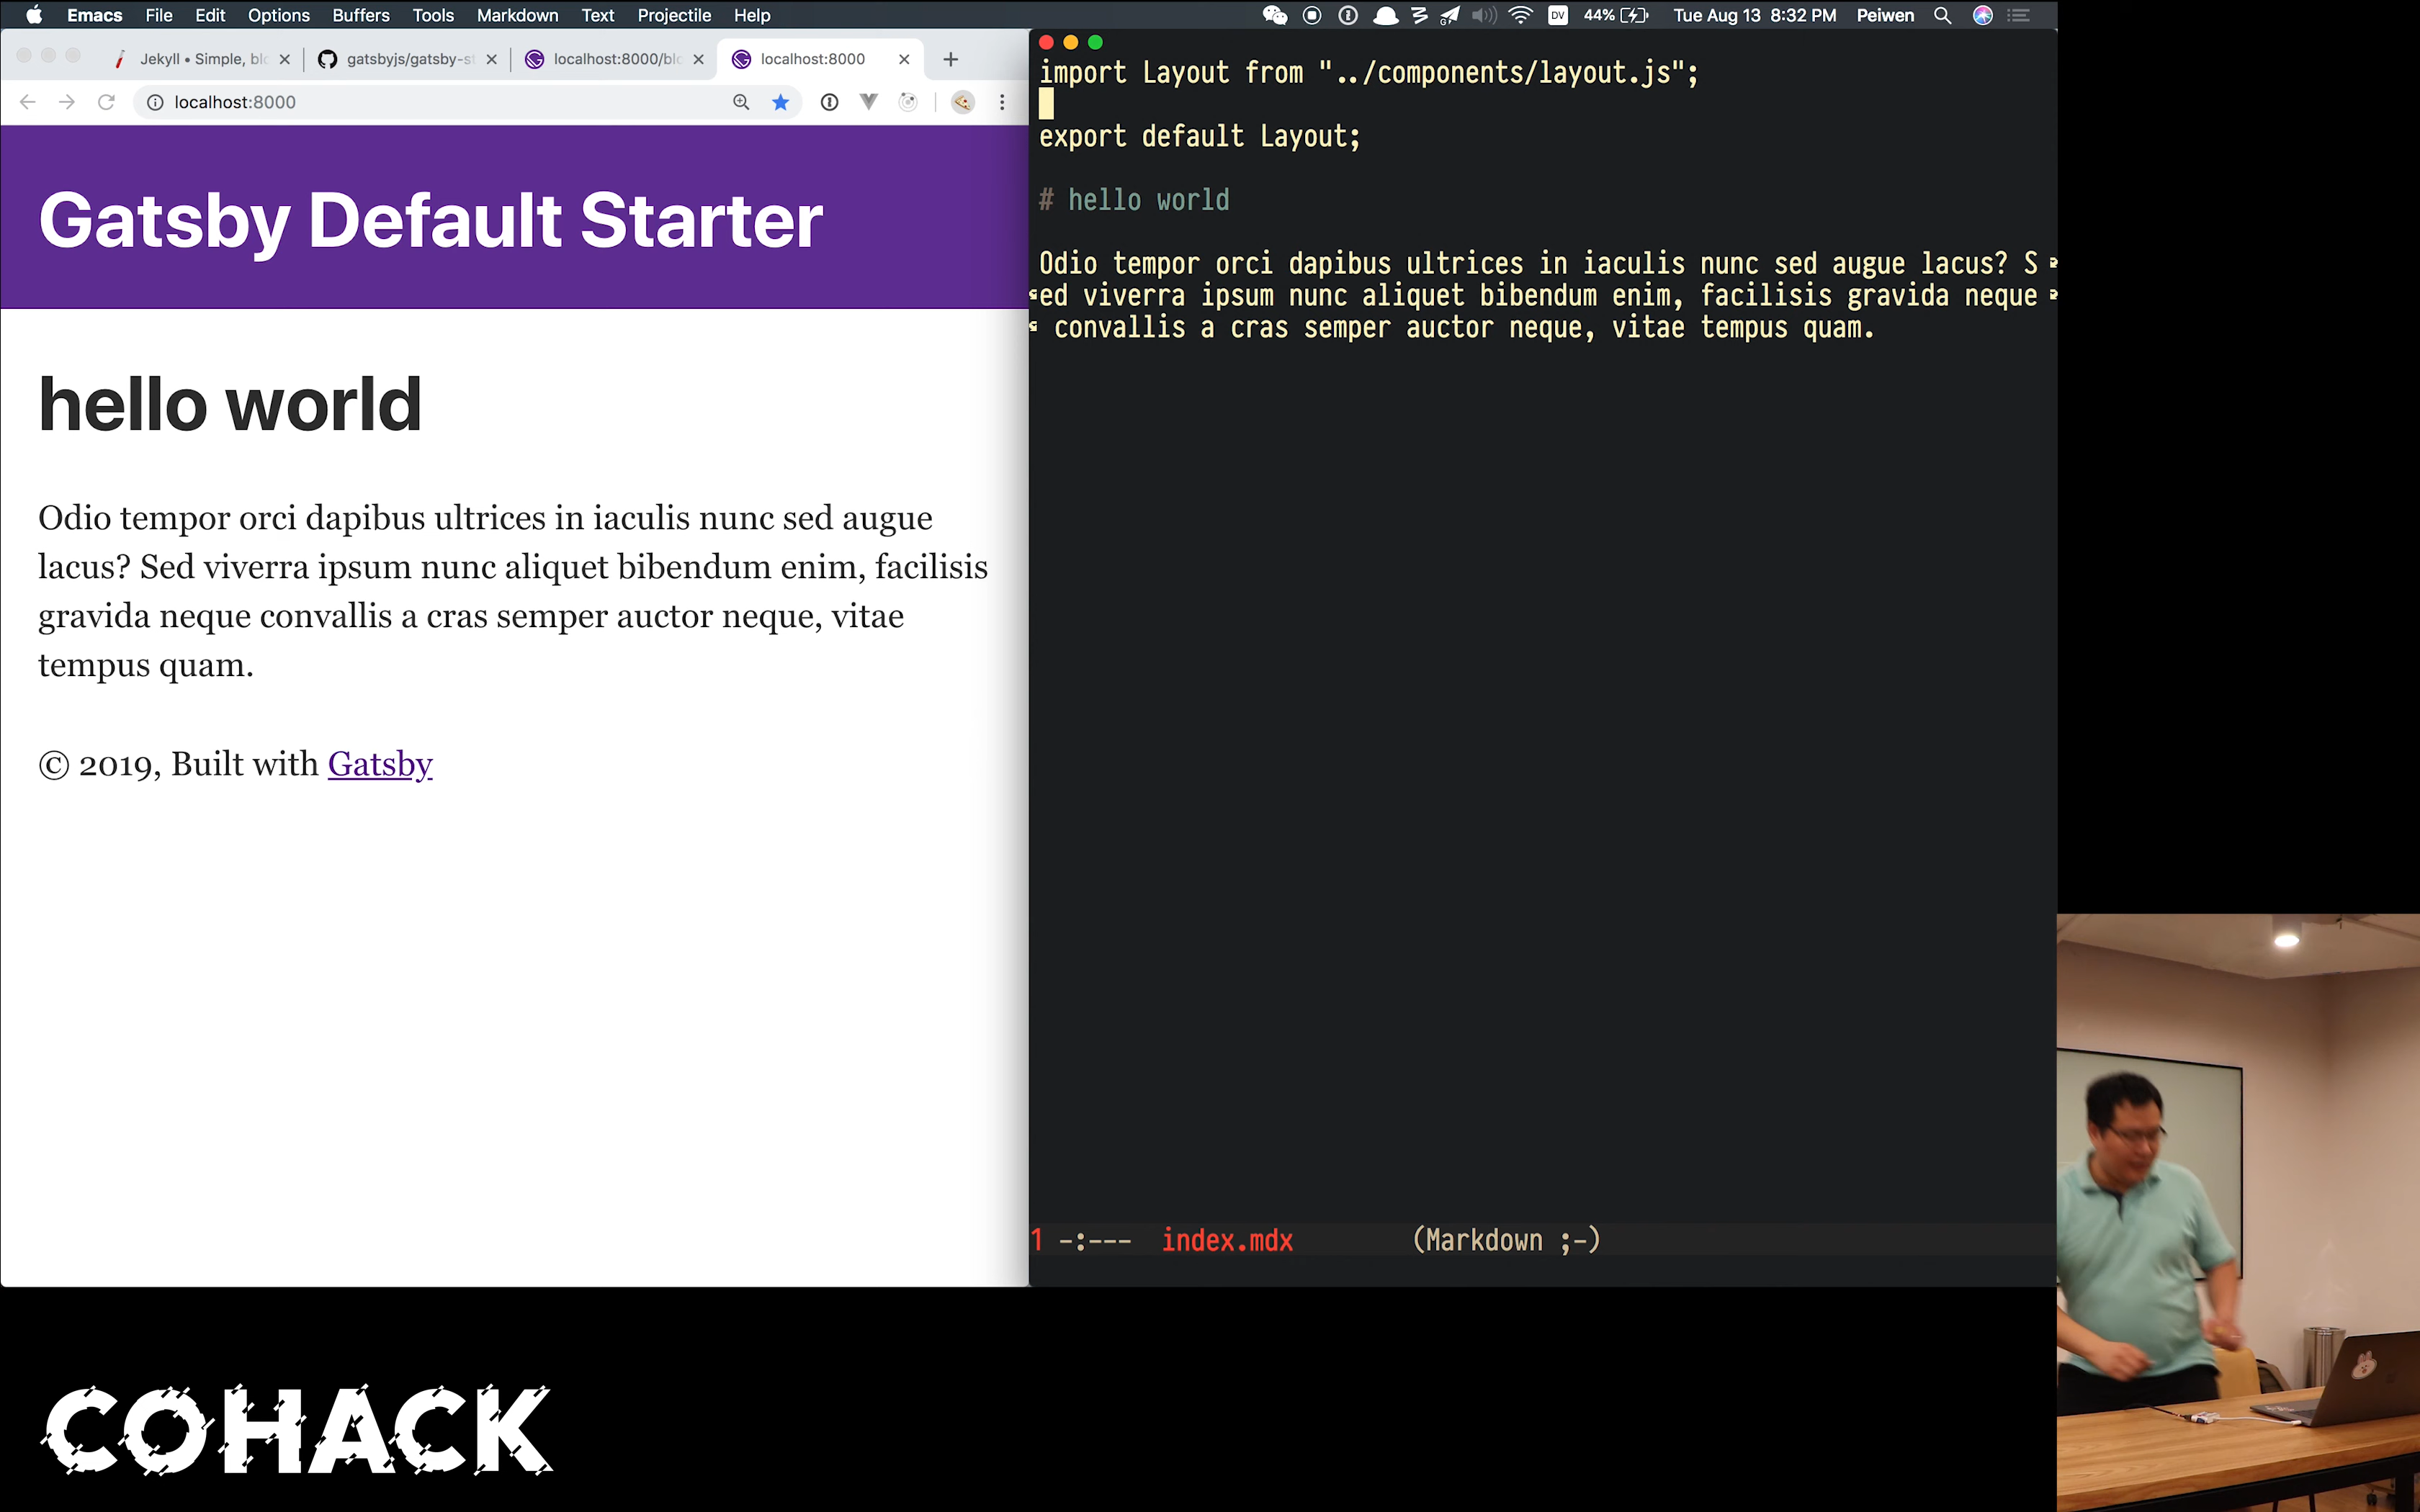 Emacs File Edit Options Buffers Tools Markdown Text Projectile Help
DV 44% Tue Aug 13 8:32 PM Peiwen
Jekyll • Simple, blo
gatsbyjs/gatsby-st
localhost:8000/blo
localhost:8000
localhost:8000
Gatsby Default Starter
hello world
Odio tempor orci dapibus ultrices in iaculis nunc sed augue
lacus? Sed viverra ipsum nunc aliquet bibendum enim, facilisis
gravida neque convallis a cras semper auctor neque, vitae
tempus quam.
© 2019, Built with Gatsby
import Layout from "../components/layout.js";
export default Layout;
# hello world
Odio tempor orci dapibus ultrices in iaculis nunc sed augue lacus? S
ed viverra ipsum nunc aliquet bibendum enim, facilisis gravida neque
convallis a cras semper auctor neque, vitae tempus quam.
1 -:--- index.mdx (Markdown ;-)
COHACK